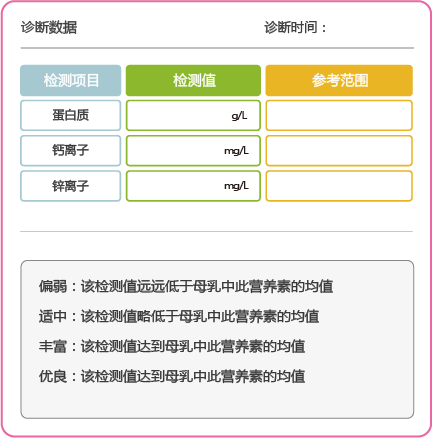 诊断数据 诊断时间：
检测项目 检测值 参考范围
蛋白质 g/L
钙离子 mg/L
锌离子 mg/L
偏弱：该检测值远远低于母乳中此营养素的均值
适中：该检测值略低于母乳中此营养素的均值
丰富：该检测值达到母乳中此营养素的均值
优良：该检测值达到母乳中此营养素的均值